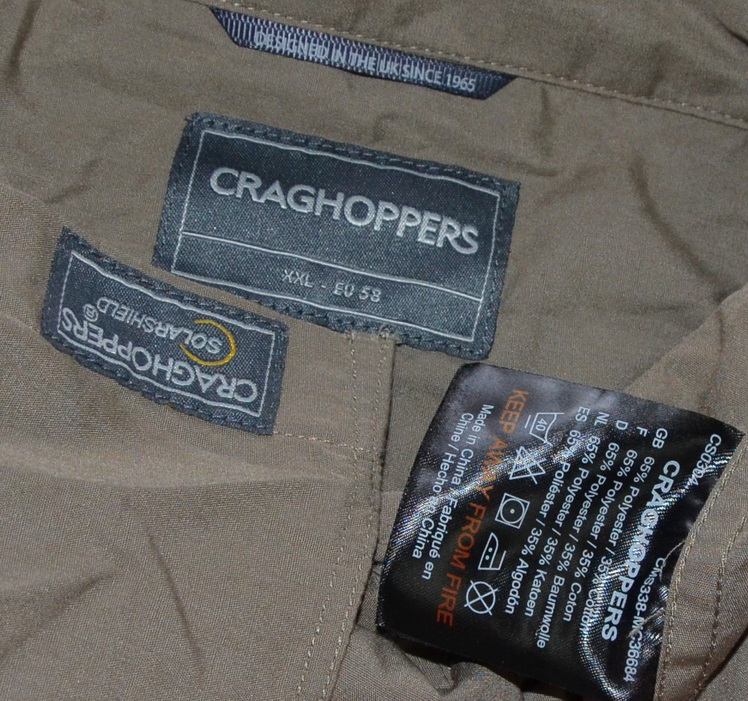 DESIGNED IN THE UK SINCE 1965
CRAGHOPPERS
XXL - EU 58
CRAGHOPPERS
SOLARSHIELD®
CRAGHOPPERS
GB 65% Polyester / 35% Cotton
F 65% Polyester / 35% Coton
D 65% Polyester / 35% Baumwolle
NL 65% Polyester / 35% Katoen
ES 65% Poliéster / 35% Algodón
40
KEEP AWAY FROM FIRE
Made in China / Fabriqué en
Chine / Hecho en China